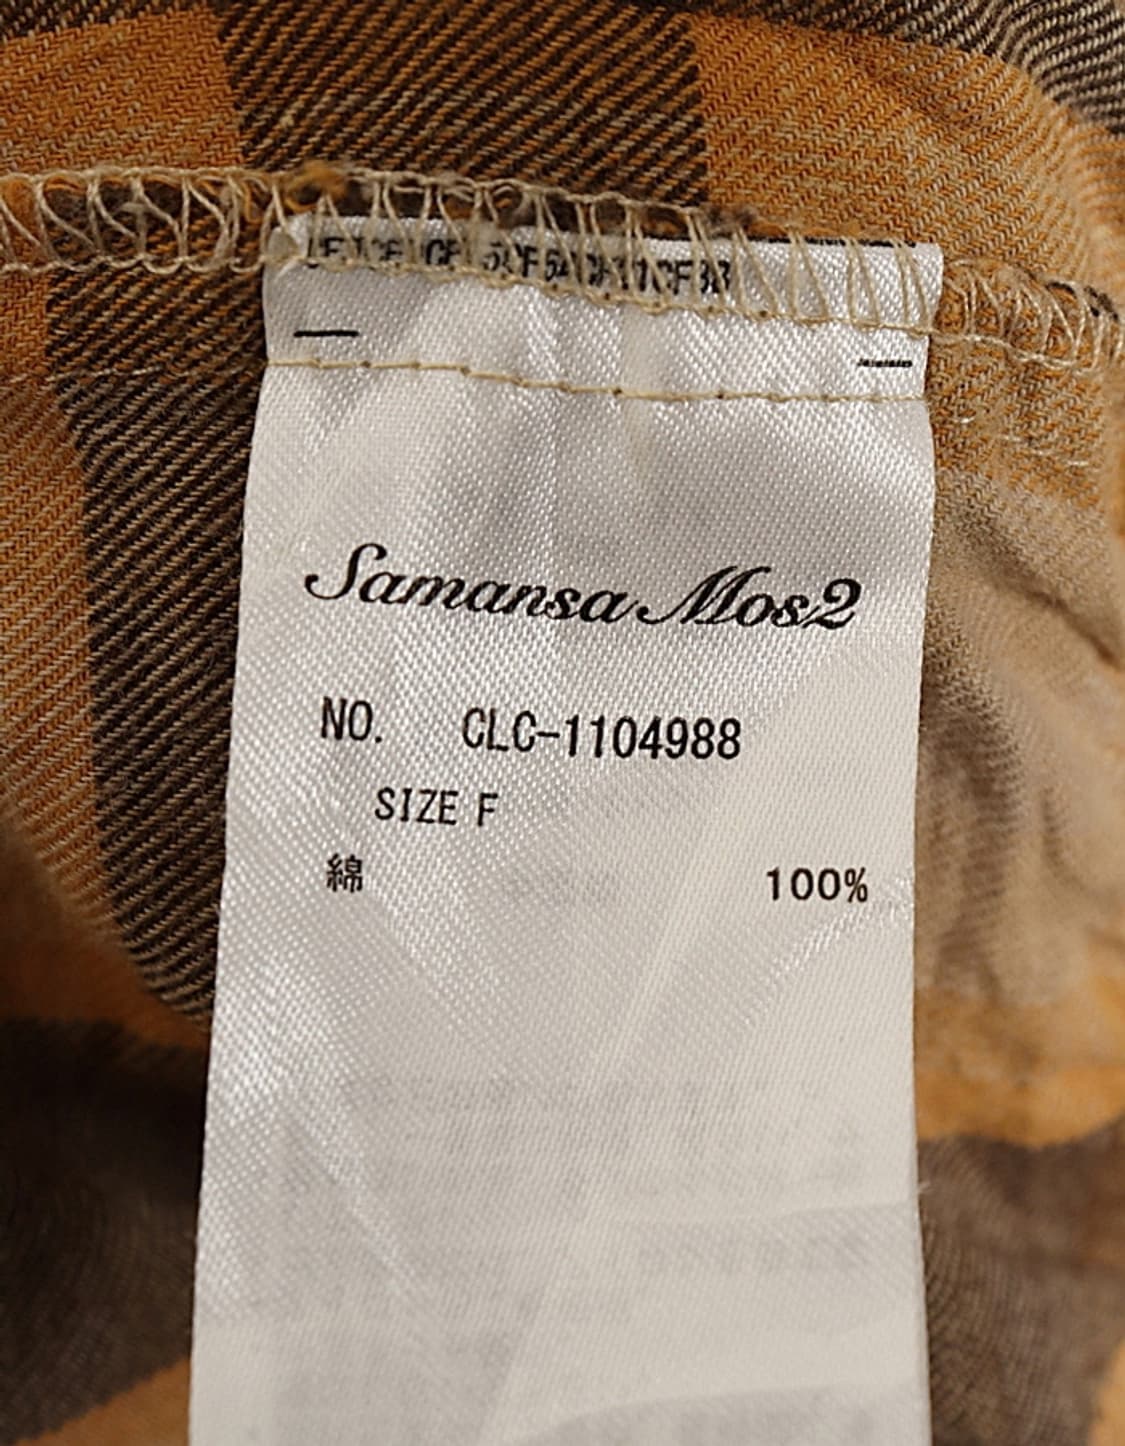 Samansa Mos2
NO. CLC-1104988
SIZE F
綿 100%